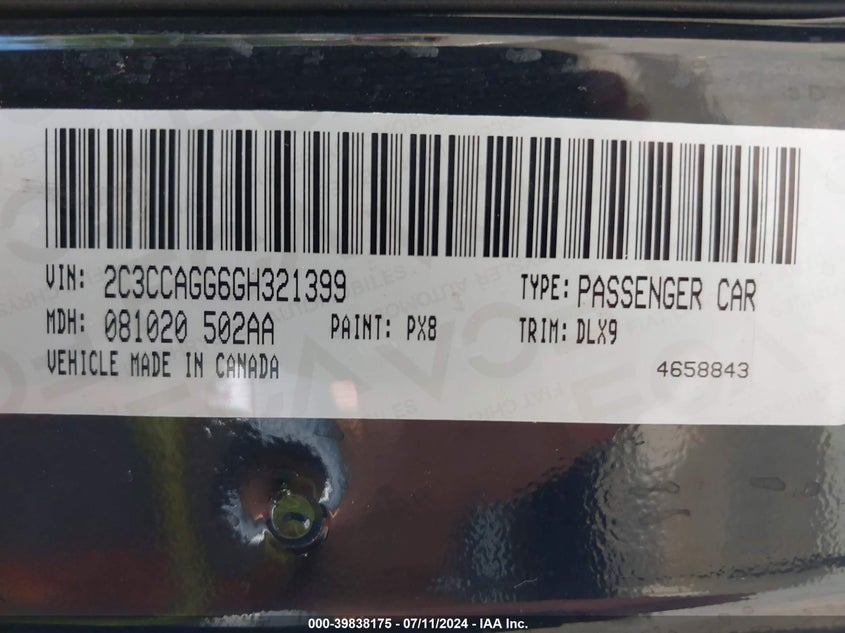 VIN: 2C3CCAGG6GH321399 TYPE: PASSENGER CAR
MDH: 081020 502AA PAINT: PX8 TRIM: DLX9
VEHICLE MADE IN CANADA 4658843
000-39838175 - 07/11/2024 - IAA Inc.